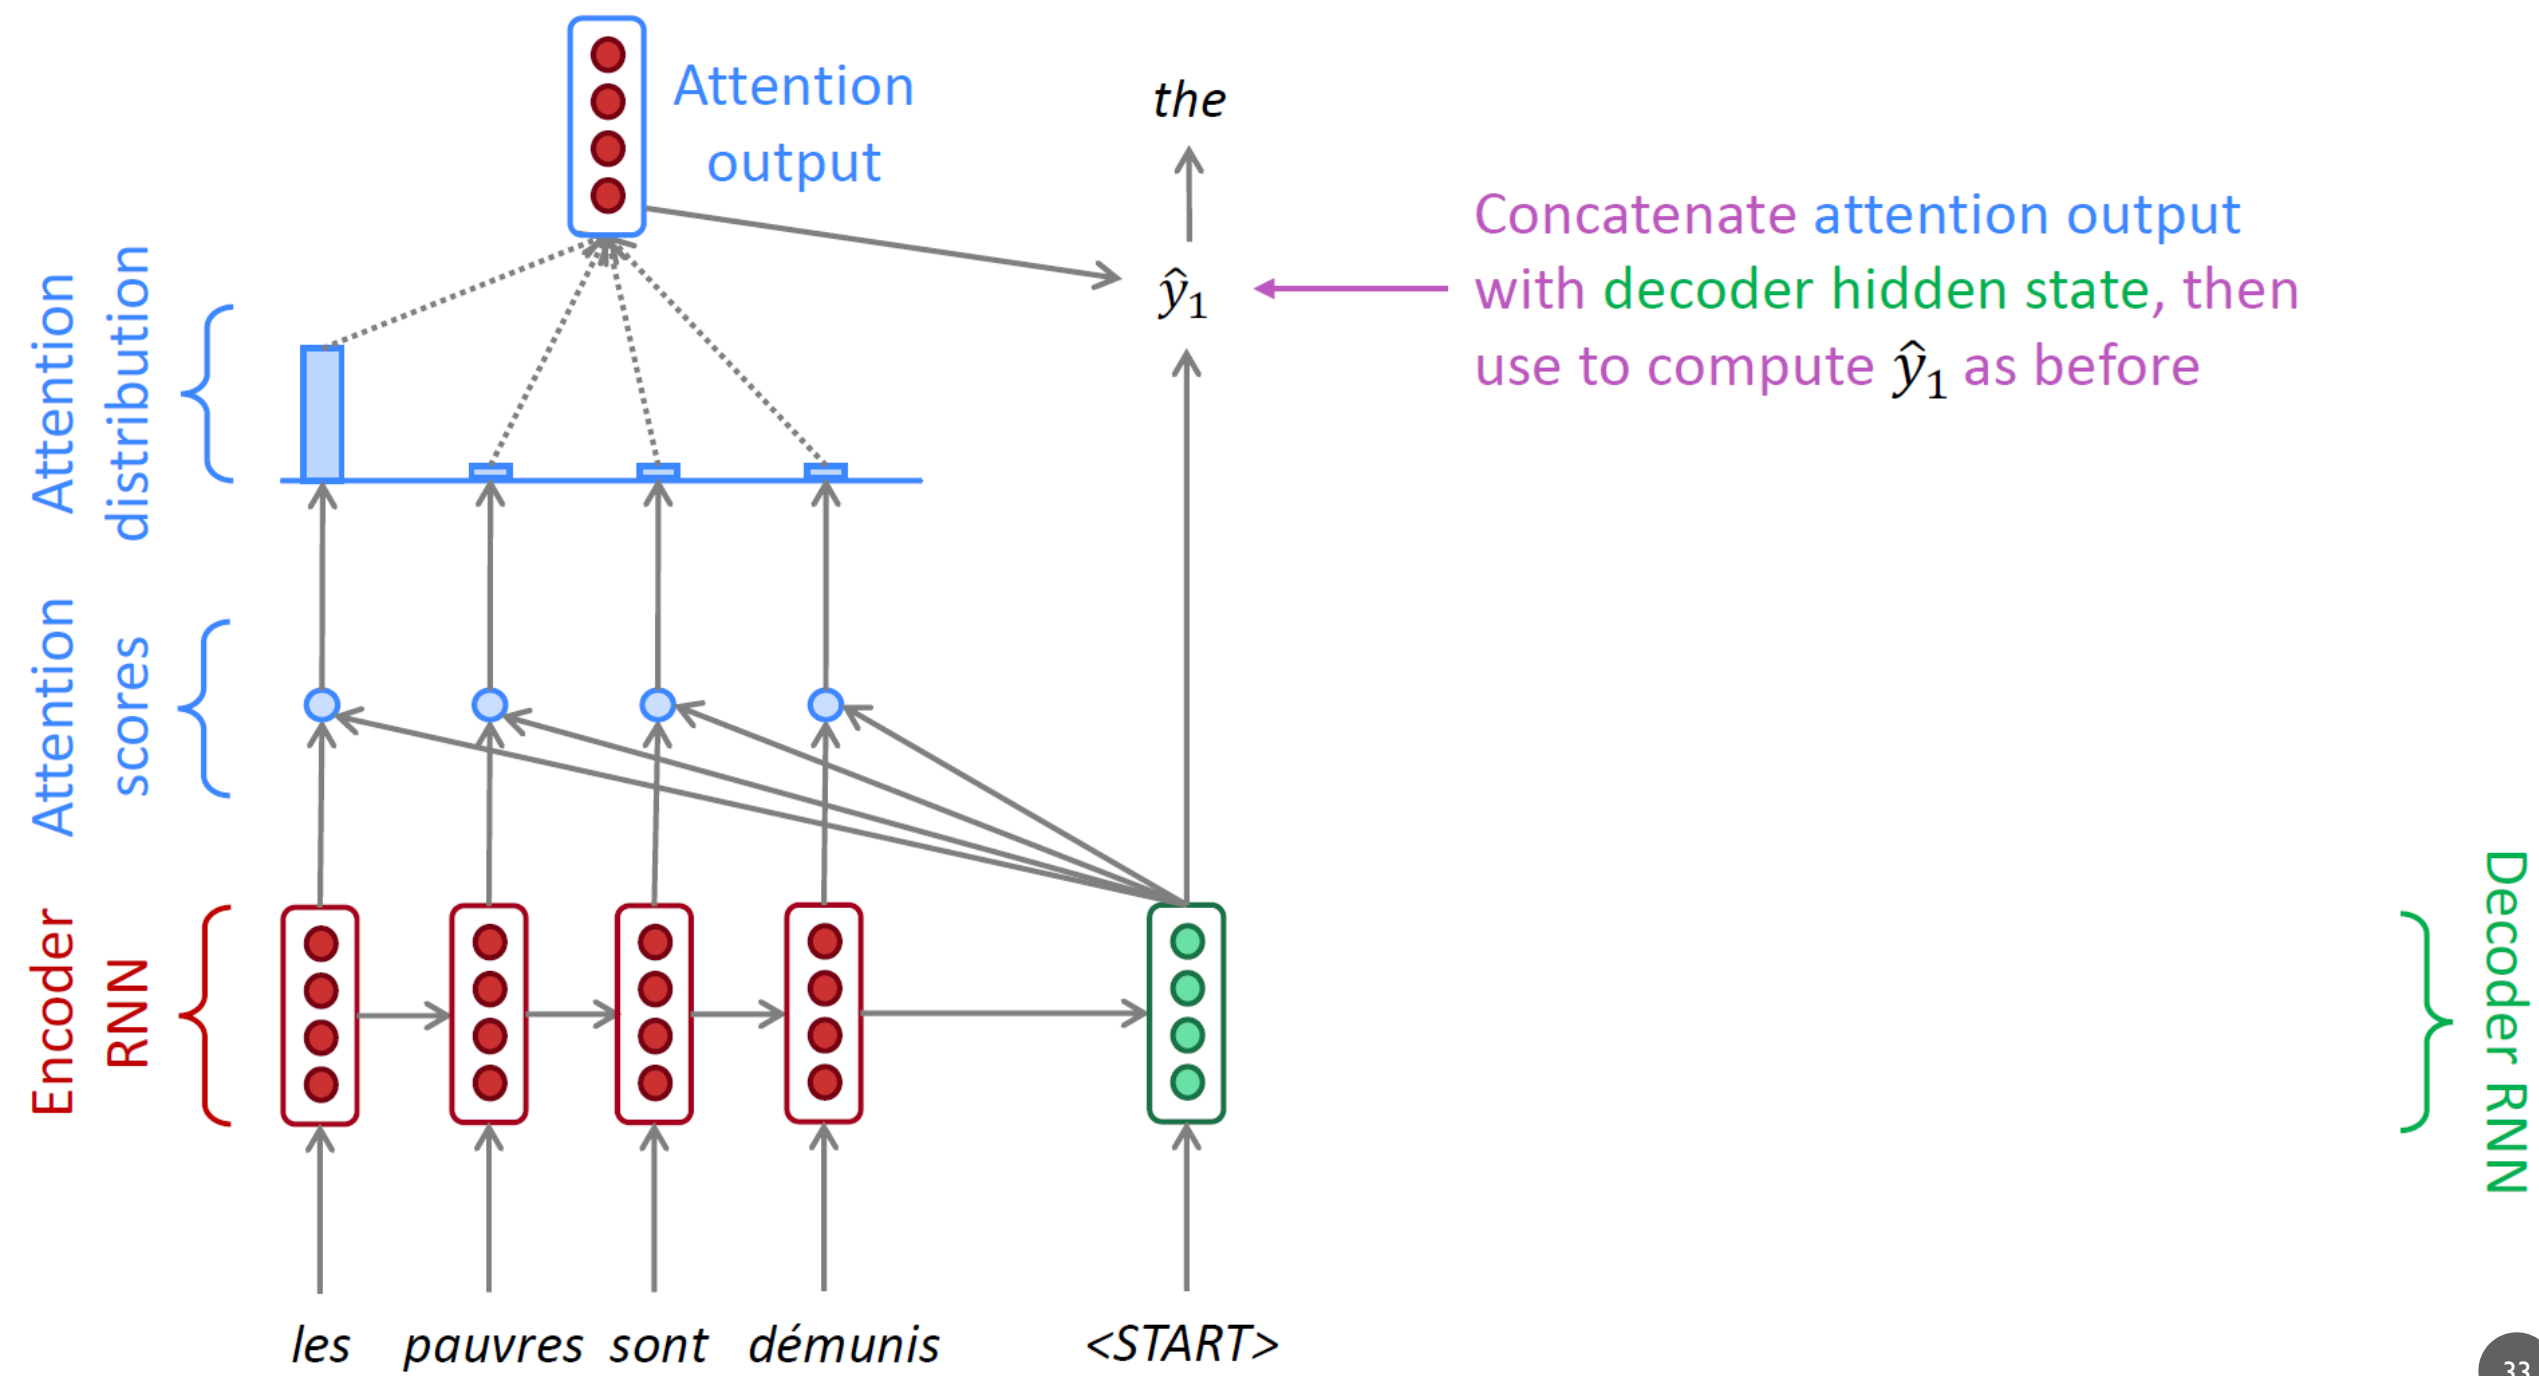 Attention
output
the
Concatenate attention output
with decoder hidden state, then
use to compute ŷ₁ as before
ŷ₁
Attention
distribution
Attention
scores
Encoder
RNN
Decoder RNN
les pauvres sont démunis <START>
33